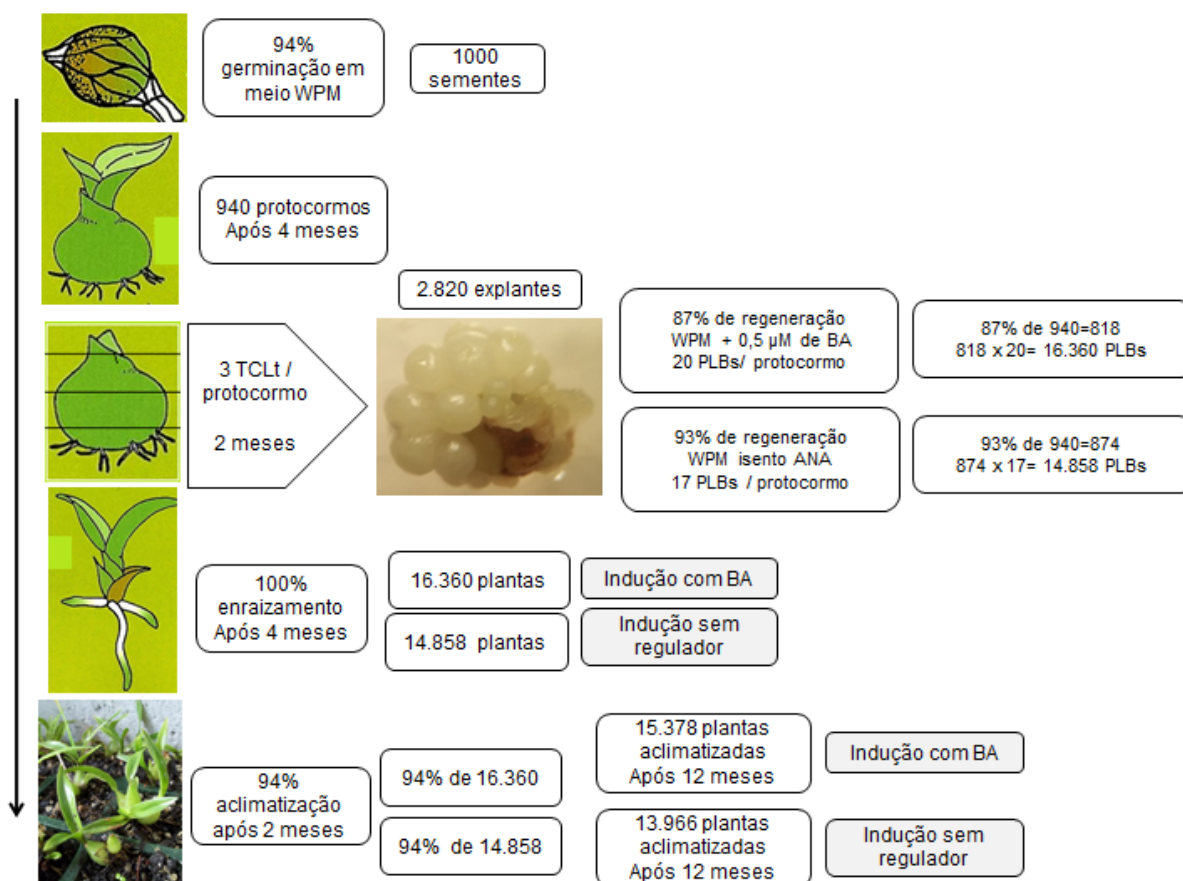 94%
germinação em
meio WPM
1000
sementes
940 protocormos
Após 4 meses
2.820 explantes
3 TCLt /
protocormo
2 meses
87% de regeneração
WPM + 0,5 µM de BA
20 PLBs/ protocormo
87% de 940=818
818 x 20= 16.360 PLBs
93% de regeneração
WPM isento ANA
17 PLBs / protocormo
93% de 940=874
874 x 17= 14.858 PLBs
100%
enraizamento
Após 4 meses
16.360 plantas
Indução com BA
14.858 plantas
Indução sem
regulador
94%
aclimatização
após 2 meses
94% de 16.360
15.378 plantas
aclimatizadas
Após 12 meses
Indução com BA
94% de 14.858
13.966 plantas
aclimatizadas
Após 12 meses
Indução sem
regulador